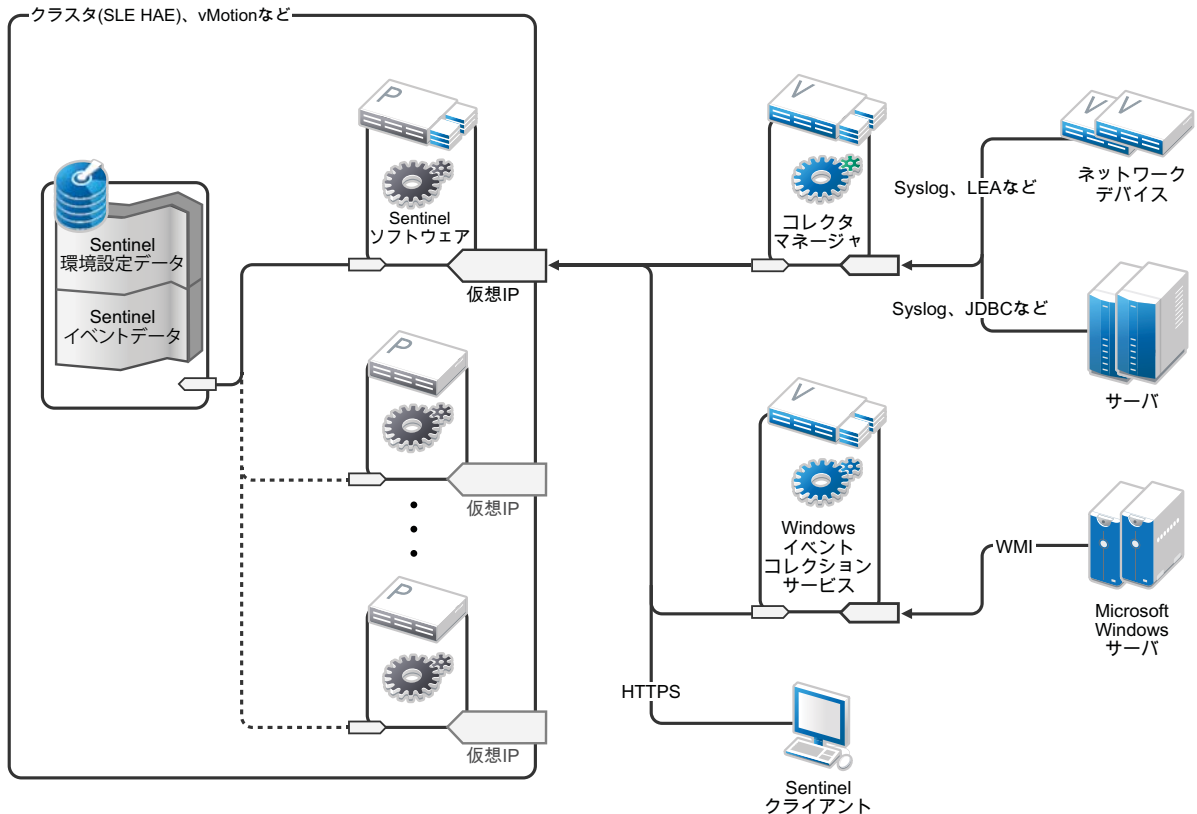 クラスタ(SLE HAE)、vMotionなど
P
Sentinel
ソフトウェア
仮想IP
Sentinel
環境設定データ
Sentinel
イベントデータ
P
仮想IP
P
仮想IP
V
コレクタ
マネージャ
Syslog、LEAなど
V
V
ネットワーク
デバイス
Syslog、JDBCなど
サーバ
V
Windows
イベント
コレクション
サービス
WMI
Microsoft
Windows
サーバ
HTTPS
Sentinel
クライアント